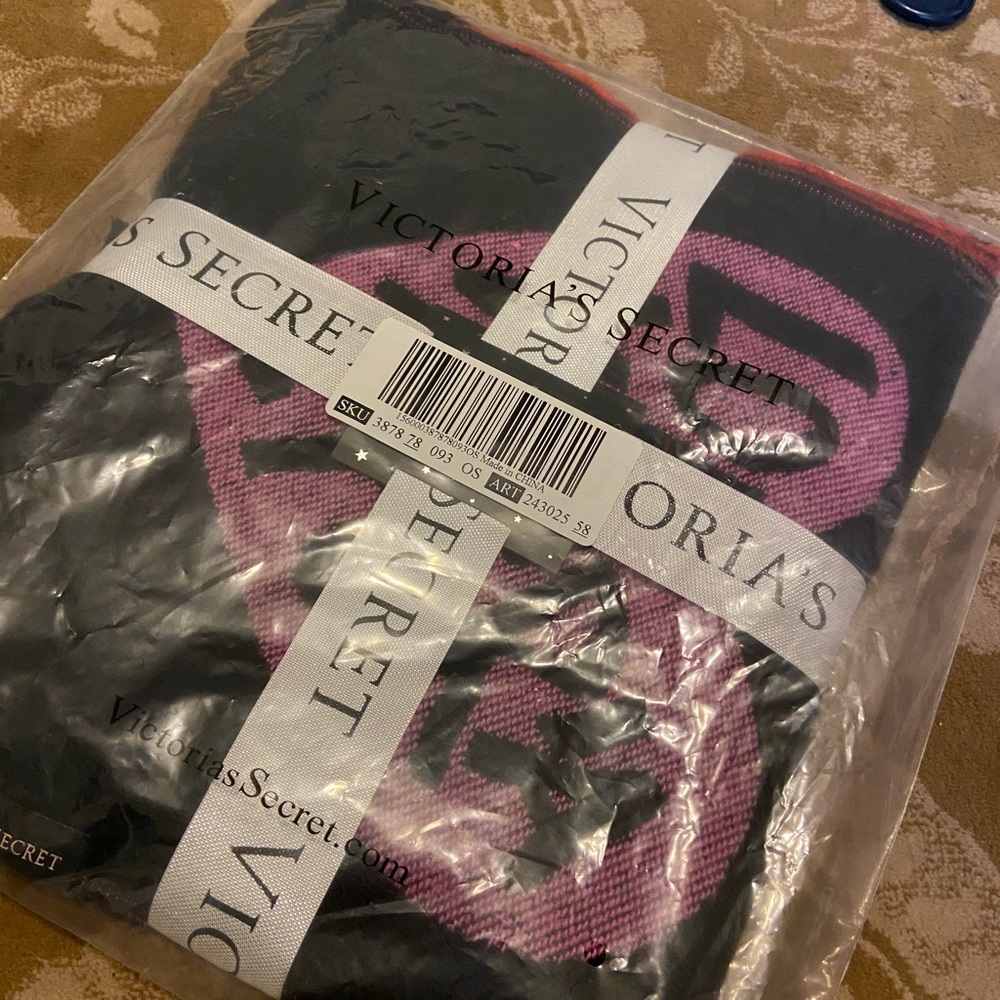 VICTORIA'S SECRET
T VICTOR
S SECRET
156000387878093OS Made in CHINA
SKU 3878 78 093 OS ART 243025 58
ORIA'S
SECRET
VictoriasSecret.com
ECRET
VIC